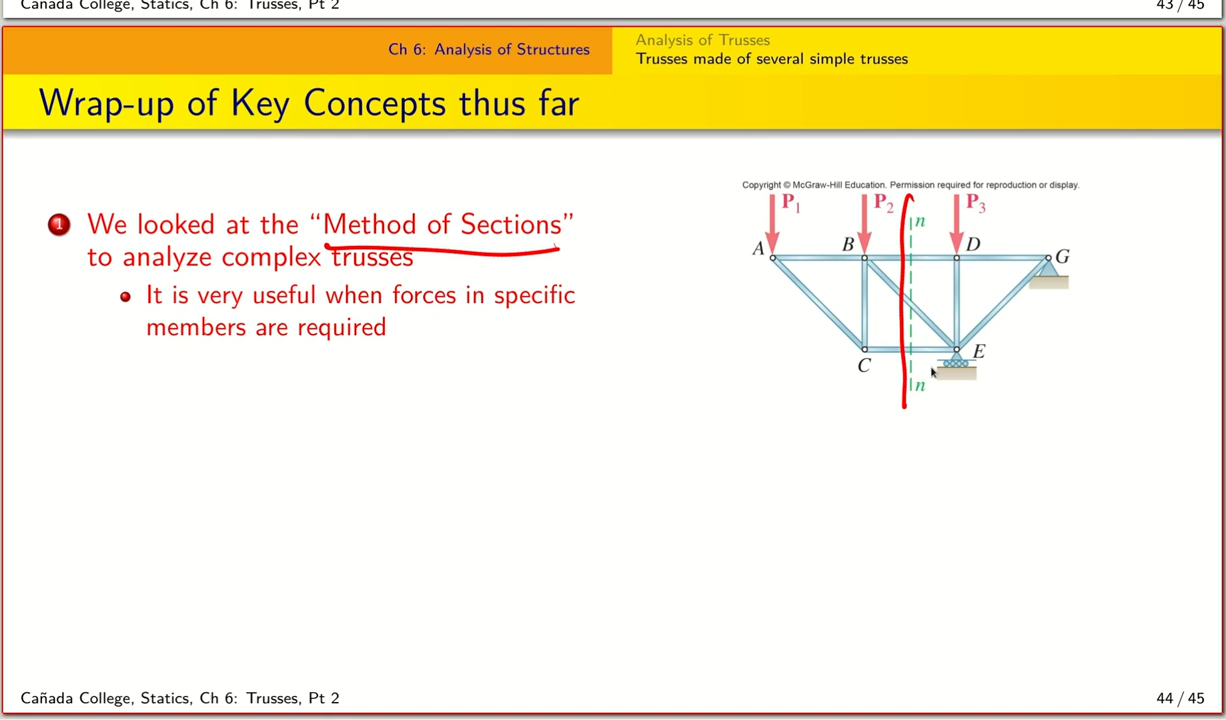 Cañada College, Statics, Ch 6: Trusses, Pt 2
43 / 45
Ch 6: Analysis of Structures
Analysis of Trusses
Trusses made of several simple trusses
Wrap-up of Key Concepts thus far
1 We looked at the “Method of Sections”
to analyze complex trusses
It is very useful when forces in specific
members are required
Copyright © McGraw-Hill Education. Permission required for reproduction or display.
P1 P2 P3
n
A B D G
C E
n
Cañada College, Statics, Ch 6: Trusses, Pt 2
44 / 45